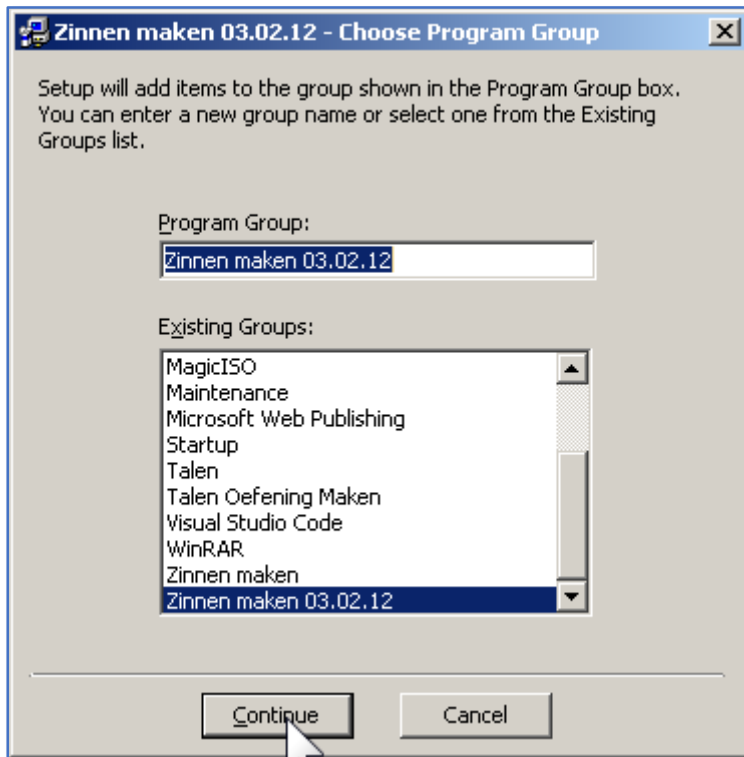 Zinnen maken 03.02.12 - Choose Program Group
Setup will add items to the group shown in the Program Group box.
You can enter a new group name or select one from the Existing
Groups list.
Program Group:
Zinnen maken 03.02.12
Existing Groups:
MagicISO
Maintenance
Microsoft Web Publishing
Startup
Talen
Talen Oefening Maken
Visual Studio Code
WinRAR
Zinnen maken
Zinnen maken 03.02.12
Continue
Cancel